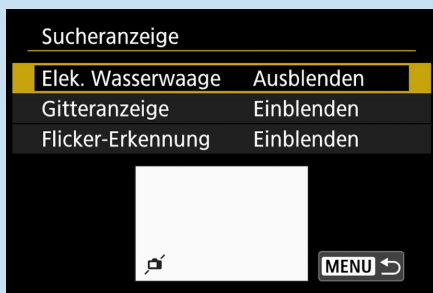 Sucheranzeige
Elek. Wasserwaage Ausblenden
Gitteranzeige Einblenden
Flicker-Erkennung Einblenden
MENU